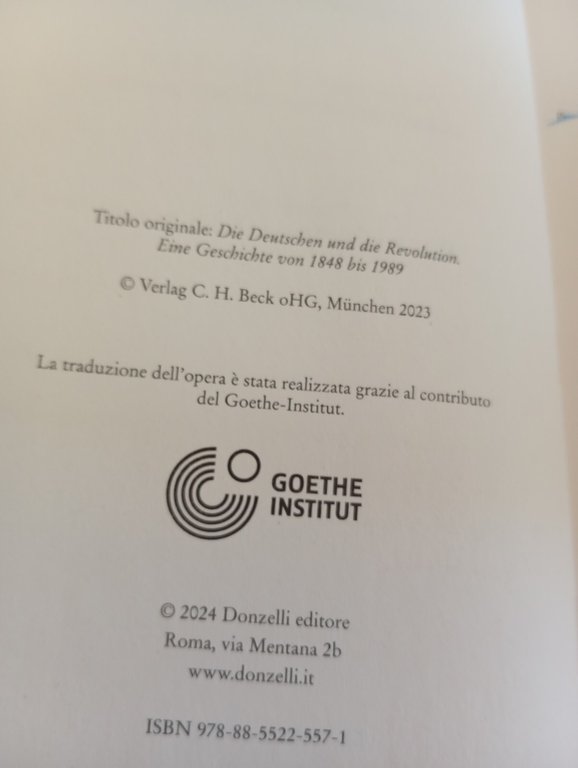 Titolo originale: Die Deutschen und die Revolution.
Eine Geschichte von 1848 bis 1989
© Verlag C. H. Beck oHG, München 2023
La traduzione dell'opera è stata realizzata grazie al contributo
del Goethe-Institut.
GOETHE
INSTITUT
© 2024 Donzelli editore
Roma, via Mentana 2b
www.donzelli.it
ISBN 978-88-5522-557-1